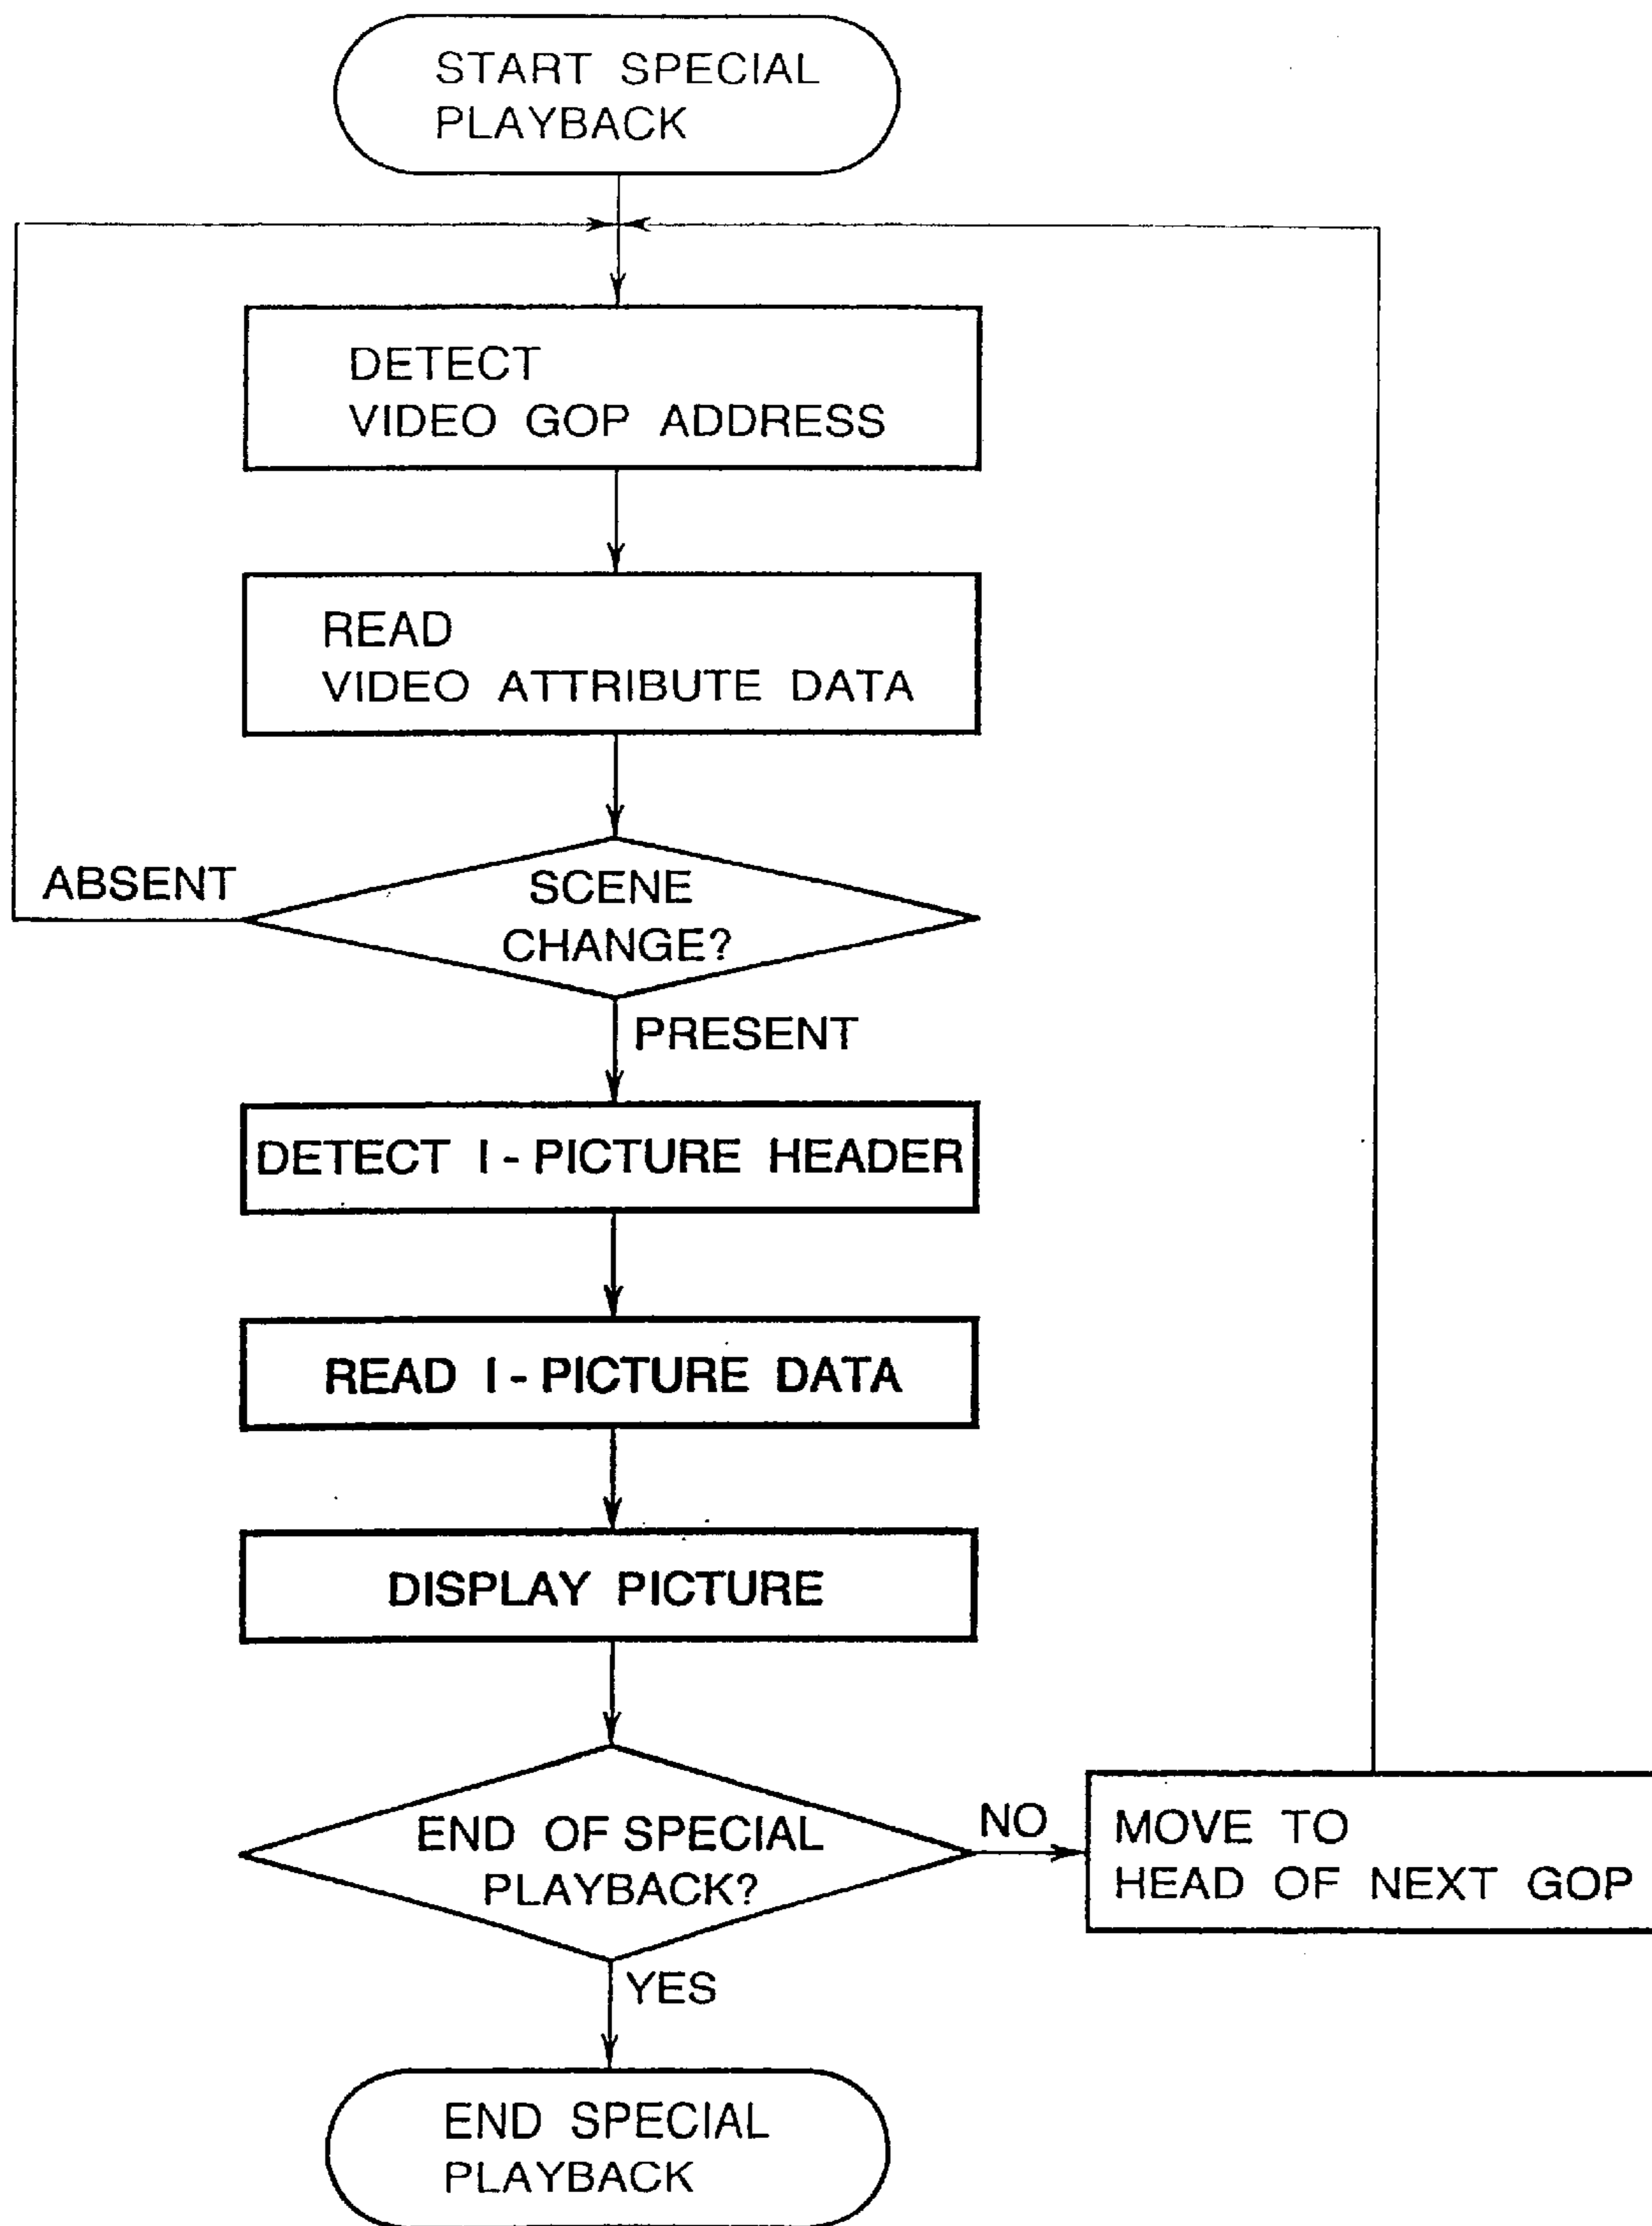 START SPECIAL
PLAYBACK
DETECT
VIDEO GOP ADDRESS
READ
VIDEO ATTRIBUTE DATA
ABSENT
SCENE
CHANGE?
PRESENT
DETECT I - PICTURE HEADER
READ I - PICTURE DATA
DISPLAY PICTURE
END OF SPECIAL
PLAYBACK?
NO
MOVE TO
HEAD OF NEXT GOP
YES
END SPECIAL
PLAYBACK